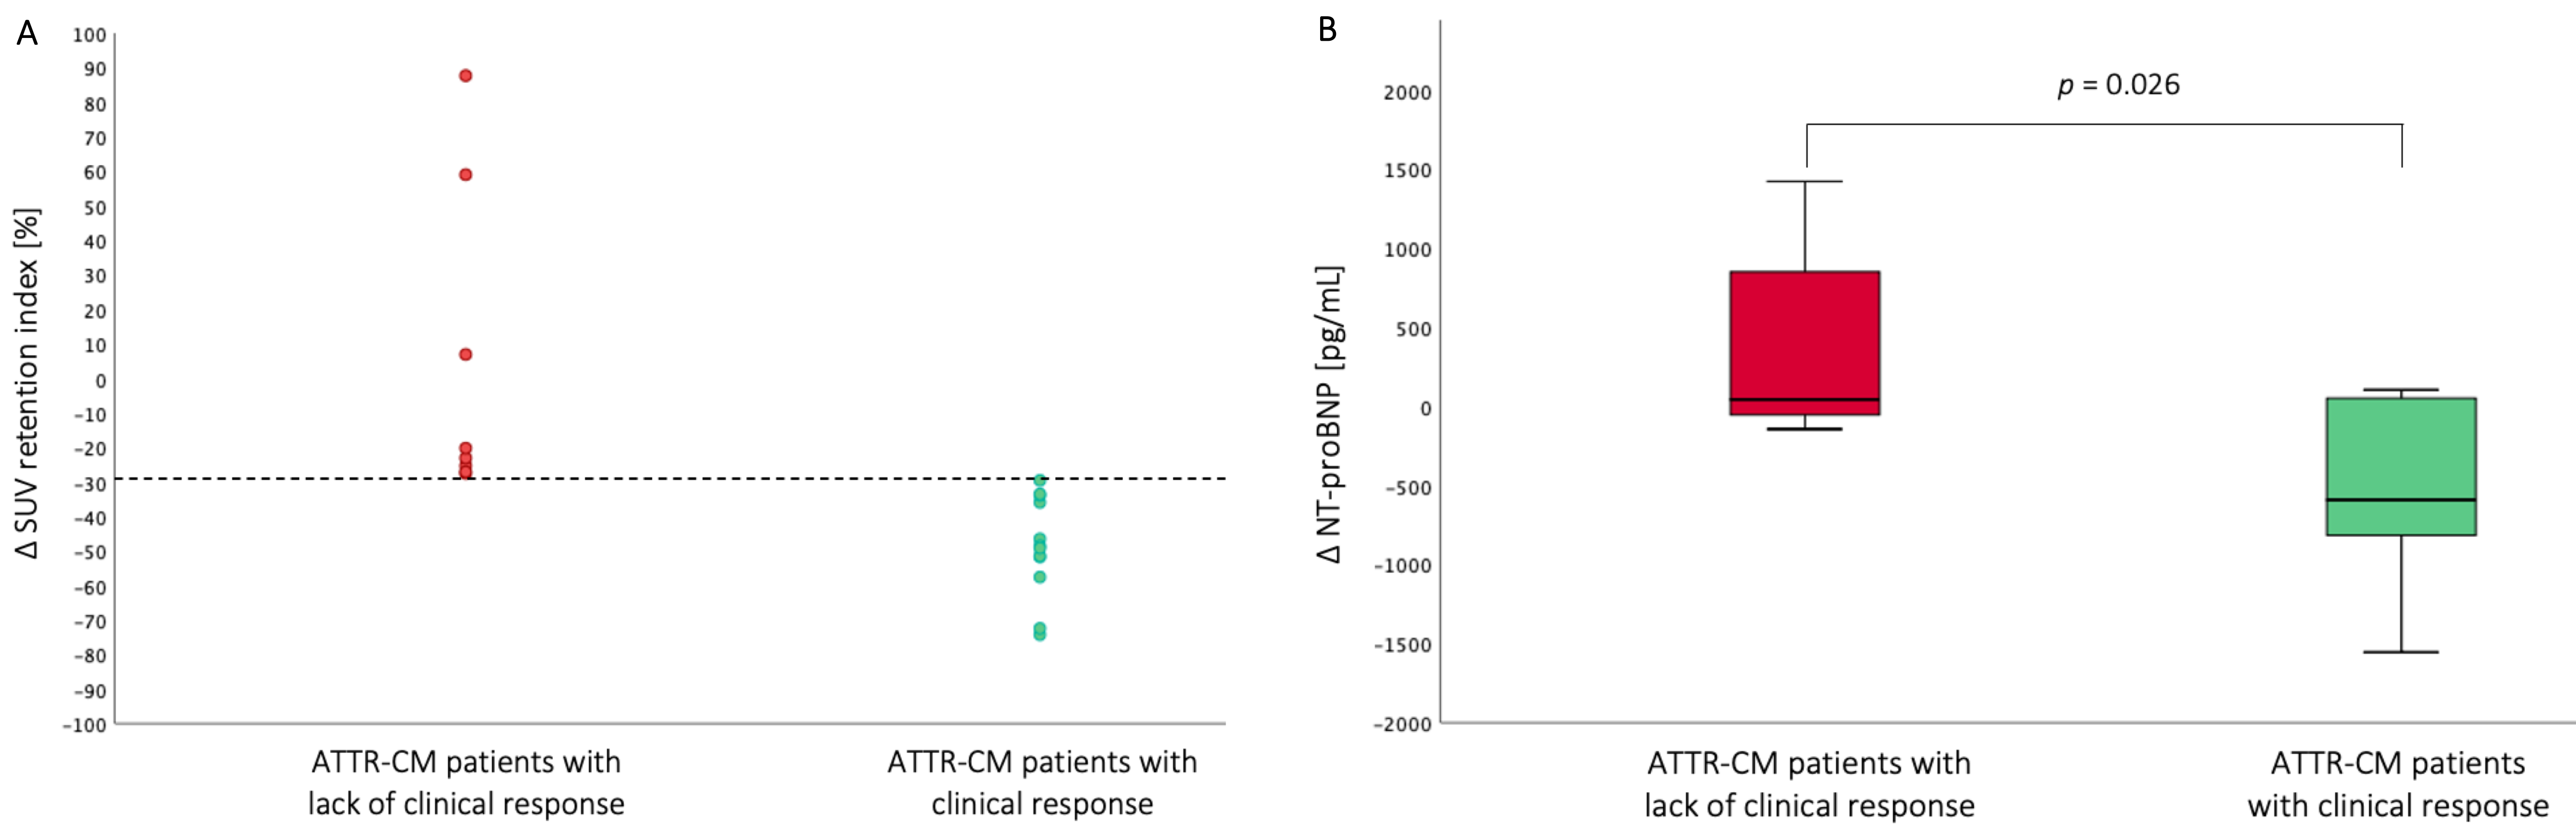 A
Δ SUV retention index [%]
100
90
80
70
60
50
40
30
20
10
0
−10
−20
−30
−40
−50
−60
−70
−80
−90
−100
ATTR-CM patients with
lack of clinical response
ATTR-CM patients with
clinical response
B
Δ NT-proBNP [pg/mL]
2000
1500
1000
500
0
−500
−1000
−1500
−2000
p = 0.026
ATTR-CM patients with
lack of clinical response
ATTR-CM patients
with clinical response